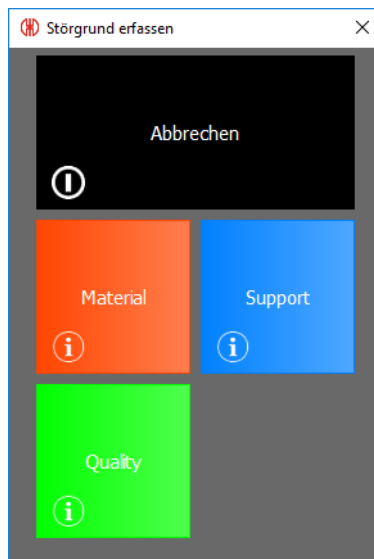 Störgrund erfassen
Abbrechen
Material
Support
Quality